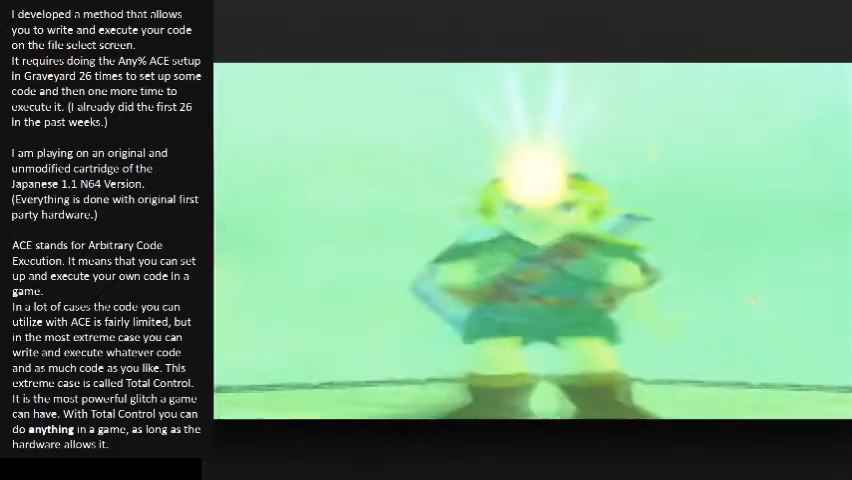 I developed a method that allows
you to write and execute your code
on the file select screen.
It requires doing the Any% ACE setup
in Graveyard 26 times to set up some
code and then one more time to
execute it. (I already did the first 26
in the past weeks.)
I am playing on an original and
unmodified cartridge of the
Japanese 1.1 N64 Version.
(Everything is done with original first
party hardware.)
ACE stands for Arbitrary Code
Execution. It means that you can set
up and execute your own code in a
game.
In a lot of cases the code you can
utilize with ACE is fairly limited, but
in the most extreme case you can
write and execute whatever code
and as much code as you like. This
extreme case is called Total Control.
It is the most powerful glitch a game
can have. With Total Control you can
do anything in a game, as long as the
hardware allows it.